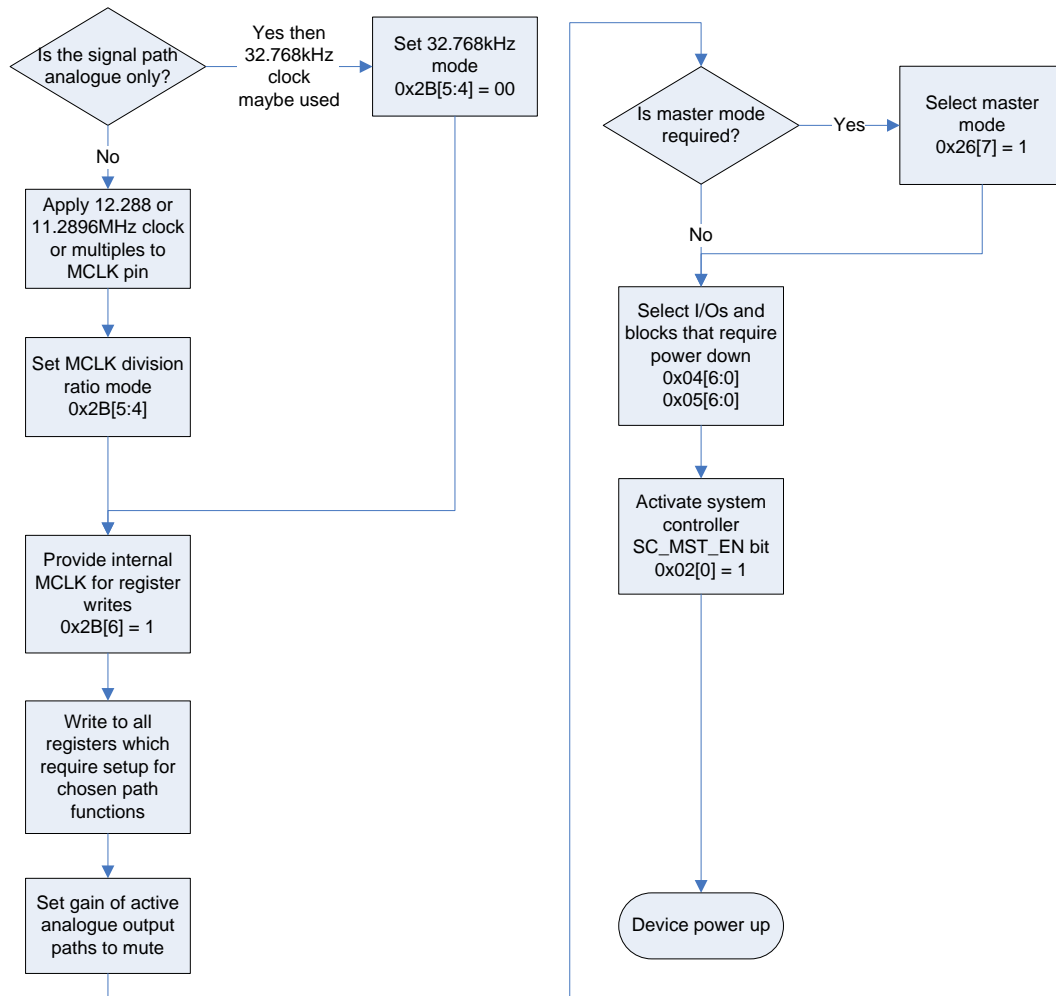 Is the signal path
analogue only?
Yes then
32.768kHz
clock
maybe used
Set 32.768kHz
mode
0x2B[5:4] = 00
No
Apply 12.288 or
11.2896MHz clock
or multiples to
MCLK pin
Set MCLK division
ratio mode
0x2B[5:4]
Provide internal
MCLK for register
writes
0x2B[6] = 1
Write to all
registers which
require setup for
chosen path
functions
Set gain of active
analogue output
paths to mute
Is master mode
required?
Yes
Select master
mode
0x26[7] = 1
No
Select I/Os and
blocks that require
power down
0x04[6:0]
0x05[6:0]
Activate system
controller
SC_MST_EN bit
0x02[0] = 1
Device power up